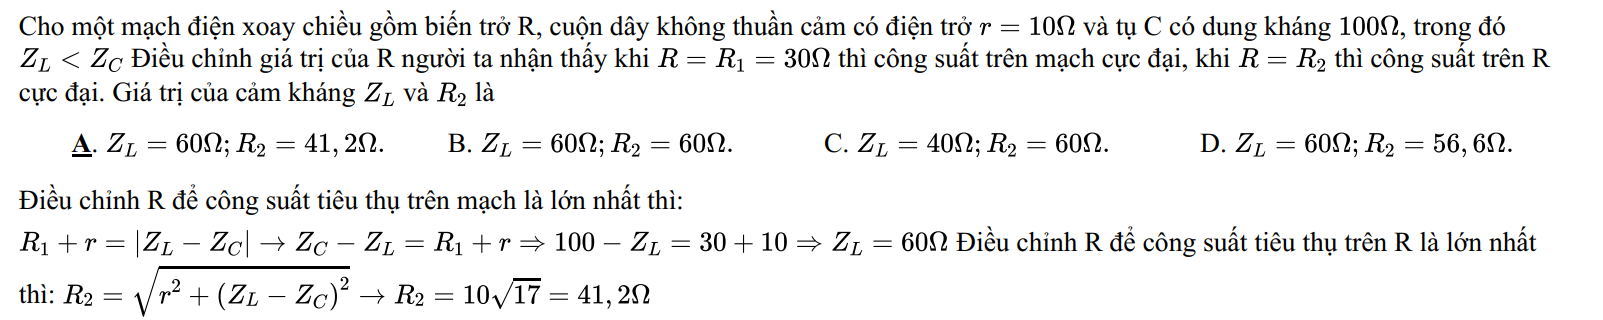 Cho một mạch điện xoay chiều gồm biến trở R, cuộn dây không thuần cảm có điện trở $r = 10\Omega$ và tụ C có dung kháng $100\Omega$, trong đó
$Z_L < Z_C$ Điều chỉnh giá trị của R người ta nhận thấy khi $R = R_1 = 30\Omega$ thì công suất trên mạch cực đại, khi $R = R_2$ thì công suất trên R
cực đại. Giá trị của cảm kháng $Z_L$ và $R_2$ là
A. $Z_L = 60\Omega; R_2 = 41,2\Omega$. B. $Z_L = 60\Omega; R_2 = 60\Omega$. C. $Z_L = 40\Omega; R_2 = 60\Omega$. D. $Z_L = 60\Omega; R_2 = 56,6\Omega$.
Điều chỉnh R để công suất tiêu thụ trên mạch là lớn nhất thì:
$R_1 + r = |Z_L - Z_C| \rightarrow Z_C - Z_L = R_1 + r \Rightarrow 100 - Z_L = 30 + 10 \Rightarrow Z_L = 60\Omega$ Điều chỉnh R để công suất tiêu thụ trên R là lớn nhất
thì: $R_2 = \sqrt{r^2 + (Z_L - Z_C)^2} \rightarrow R_2 = 10\sqrt{17} = 41,2\Omega$